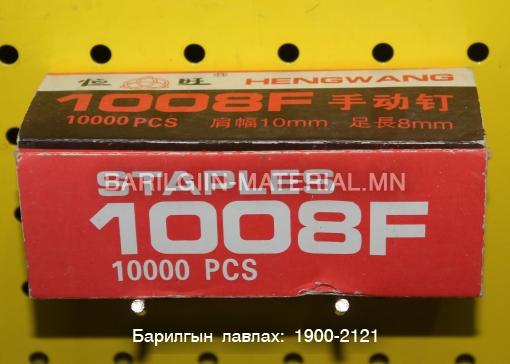 恒 旺 ® HENGWANG
1008F 手动钉
10000 PCS 肩幅10mm 足長8mm
STAPLES
BARILGIN-MATERIAL.MN
1008F
10000 PCS
Барилгын лавлах: 1900-2121